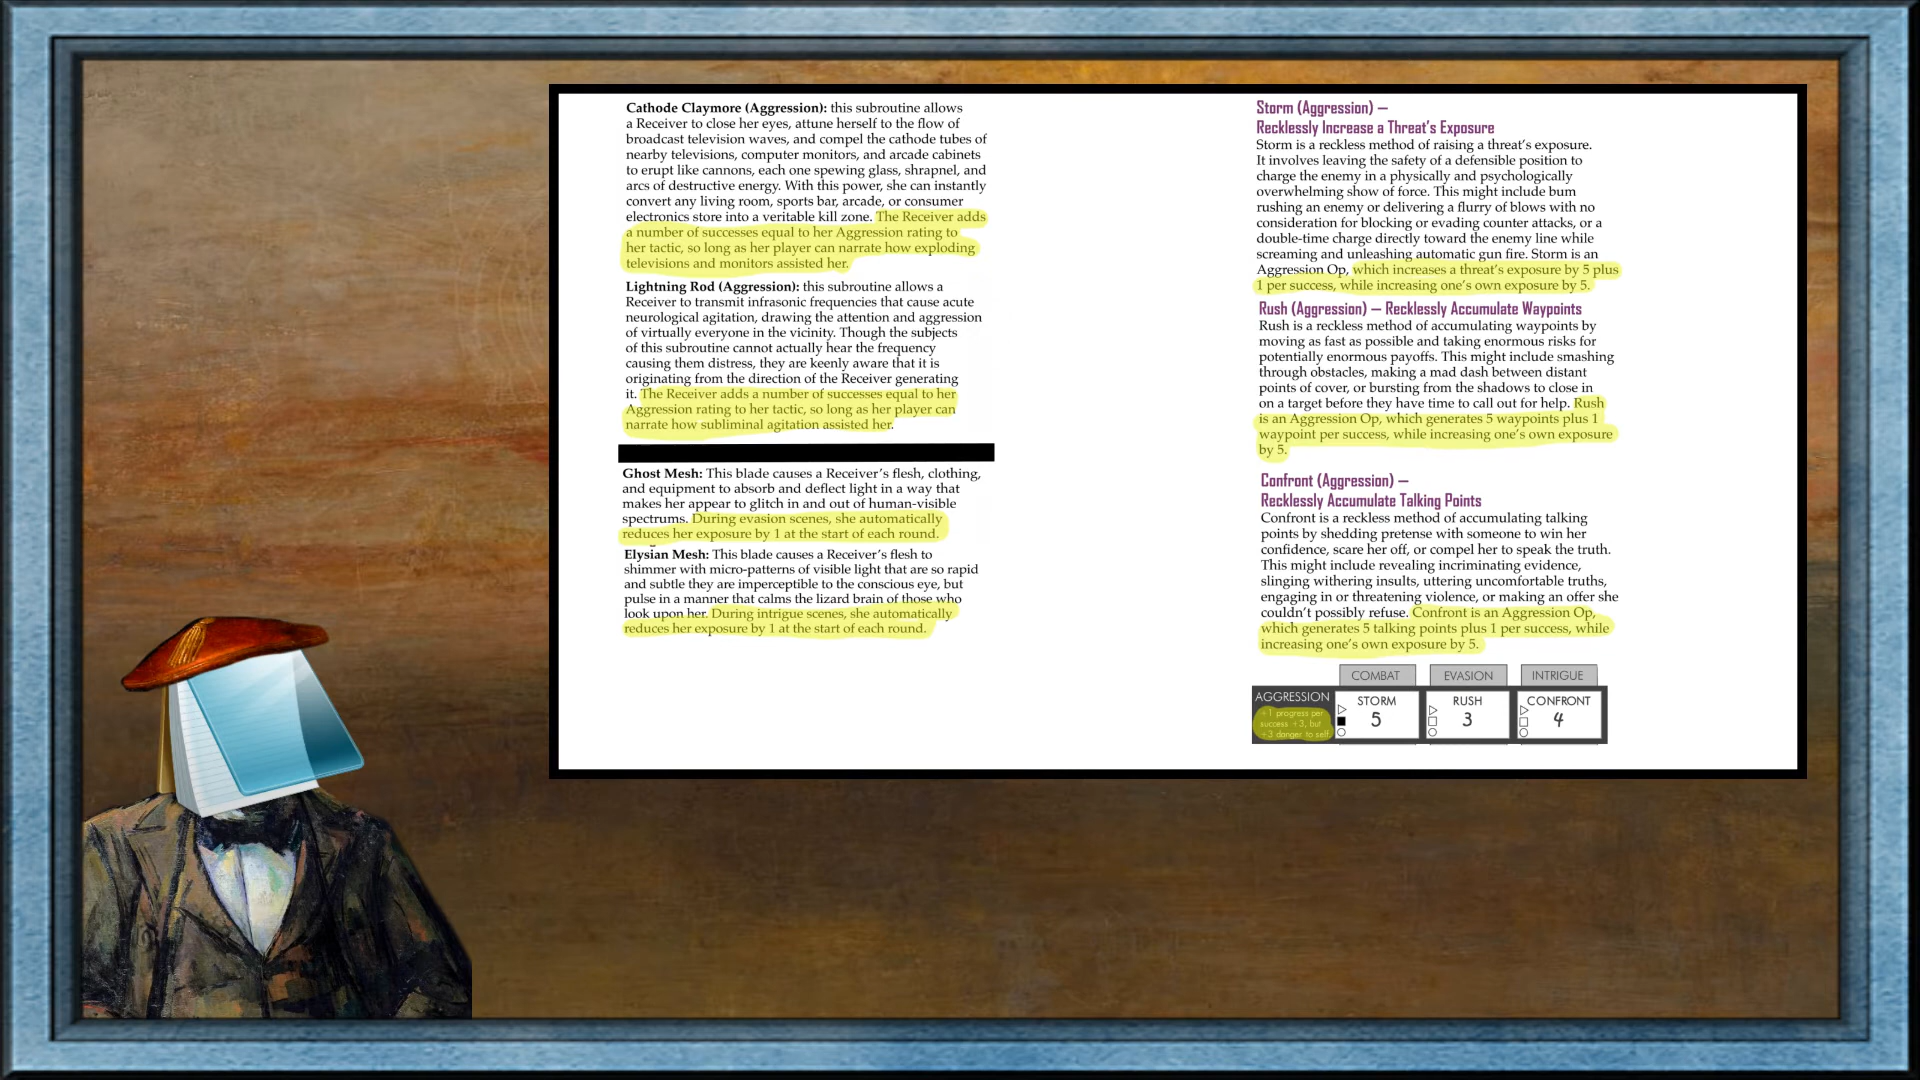 Cathode Claymore (Aggression): this subroutine allows
a Receiver to close her eyes, attune herself to the flow of
broadcast television waves, and compel the cathode tubes of
nearby televisions, computer monitors, and arcade cabinets
to erupt like cannons, each one spewing glass, shrapnel, and
arcs of destructive energy. With this power, she can instantly
convert any living room, sports bar, arcade, or consumer
electronics store into a veritable kill zone. The Receiver adds
a number of successes equal to her Aggression rating to
her tactic, so long as her player can narrate how exploding
televisions and monitors assisted her.
Lightning Rod (Aggression): this subroutine allows a
Receiver to transmit infrasonic frequencies that cause acute
neurological agitation, drawing the attention and aggression
of virtually everyone in the vicinity. Though the subjects
of this subroutine cannot actually hear the frequency
causing them distress, they are keenly aware that it is
originating from the direction of the Receiver generating
it. The Receiver adds a number of successes equal to her
Aggression rating to her tactic, so long as her player can
narrate how subliminal agitation assisted her.
Ghost Mesh: This blade causes a Receiver's flesh, clothing,
and equipment to absorb and deflect light in a way that
makes her appear to glitch in and out of human-visible
spectrums. During evasion scenes, she automatically
reduces her exposure by 1 at the start of each round.
Elysian Mesh: This blade causes a Receiver's flesh to
shimmer with micro-patterns of visible light that are so rapid
and subtle they are imperceptible to the conscious eye, but
pulse in a manner that calms the lizard brain of those who
look upon her. During intrigue scenes, she automatically
reduces her exposure by 1 at the start of each round.
Storm (Aggression) —
Recklessly Increase a Threat's Exposure
Storm is a reckless method of raising a threat's exposure.
It involves leaving the safety of a defensible position to
charge the enemy in a physically and psychologically
overwhelming show of force. This might include bum
rushing an enemy or delivering a flurry of blows with no
consideration for blocking or evading counter attacks, or a
double-time charge directly toward the enemy line while
screaming and unleashing automatic gun fire. Storm is an
Aggression Op, which increases a threat's exposure by 5 plus
1 per success, while increasing one's own exposure by 5.
Rush (Aggression) — Recklessly Accumulate Waypoints
Rush is a reckless method of accumulating waypoints by
moving as fast as possible and taking enormous risks for
potentially enormous payoffs. This might include smashing
through obstacles, making a mad dash between distant
points of cover, or bursting from the shadows to close in
on a target before they have time to call out for help. Rush
is an Aggression Op, which generates 5 waypoints plus 1
waypoint per success, while increasing one's own exposure
by 5.
Confront (Aggression) —
Recklessly Accumulate Talking Points
Confront is a reckless method of accumulating talking
points by shedding pretense with someone to win her
confidence, scare her off, or compel her to speak the truth.
This might include revealing incriminating evidence,
slinging withering insults, uttering uncomfortable truths,
engaging in or threatening violence, or making an offer she
couldn't possibly refuse. Confront is an Aggression Op,
which generates 5 talking points plus 1 per success, while
increasing one's own exposure by 5.
COMBAT EVASION INTRIGUE
AGGRESSION STORM RUSH CONFRONT
+1 progress per
success +3, but
+3 danger to self.
5 3 4